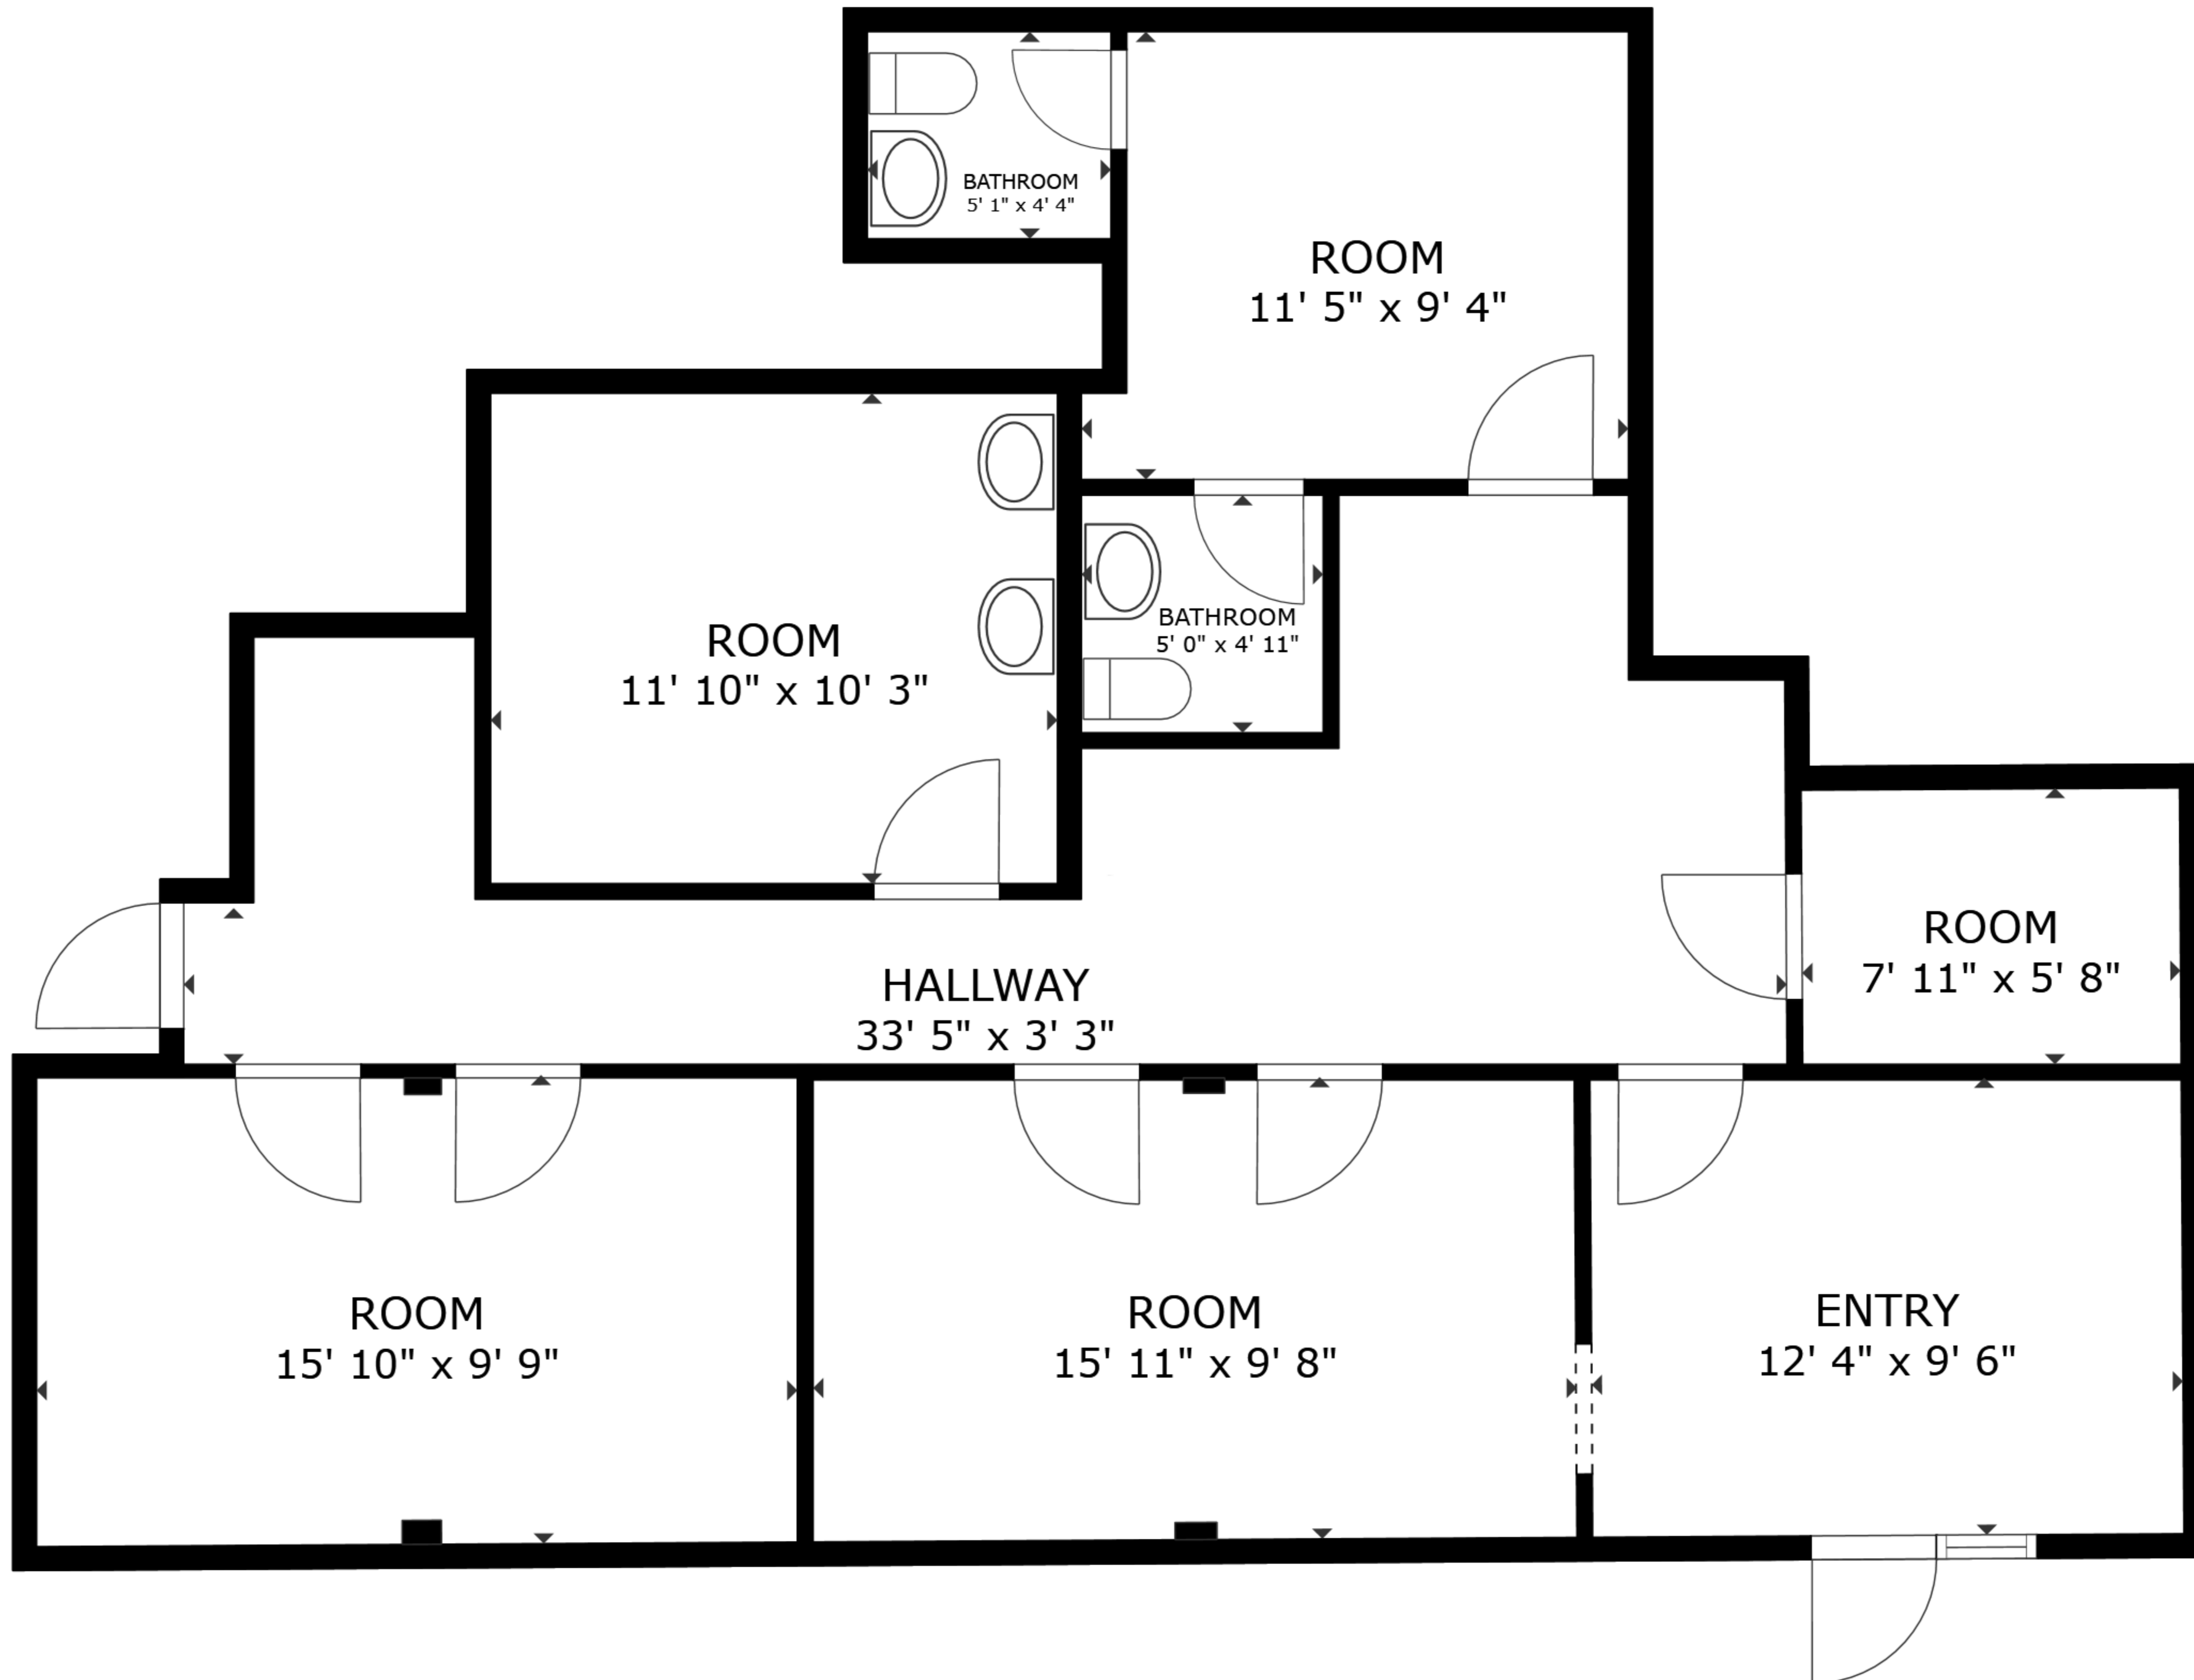 BATHROOM
5' 1" x 4' 4"
ROOM
11' 5" x 9' 4"
ROOM
11' 10" x 10' 3"
BATHROOM
5' 0" x 4' 11"
ROOM
7' 11" x 5' 8"
HALLWAY
33' 5" x 3' 3"
ROOM
15' 10" x 9' 9"
ROOM
15' 11" x 9' 8"
ENTRY
12' 4" x 9' 6"